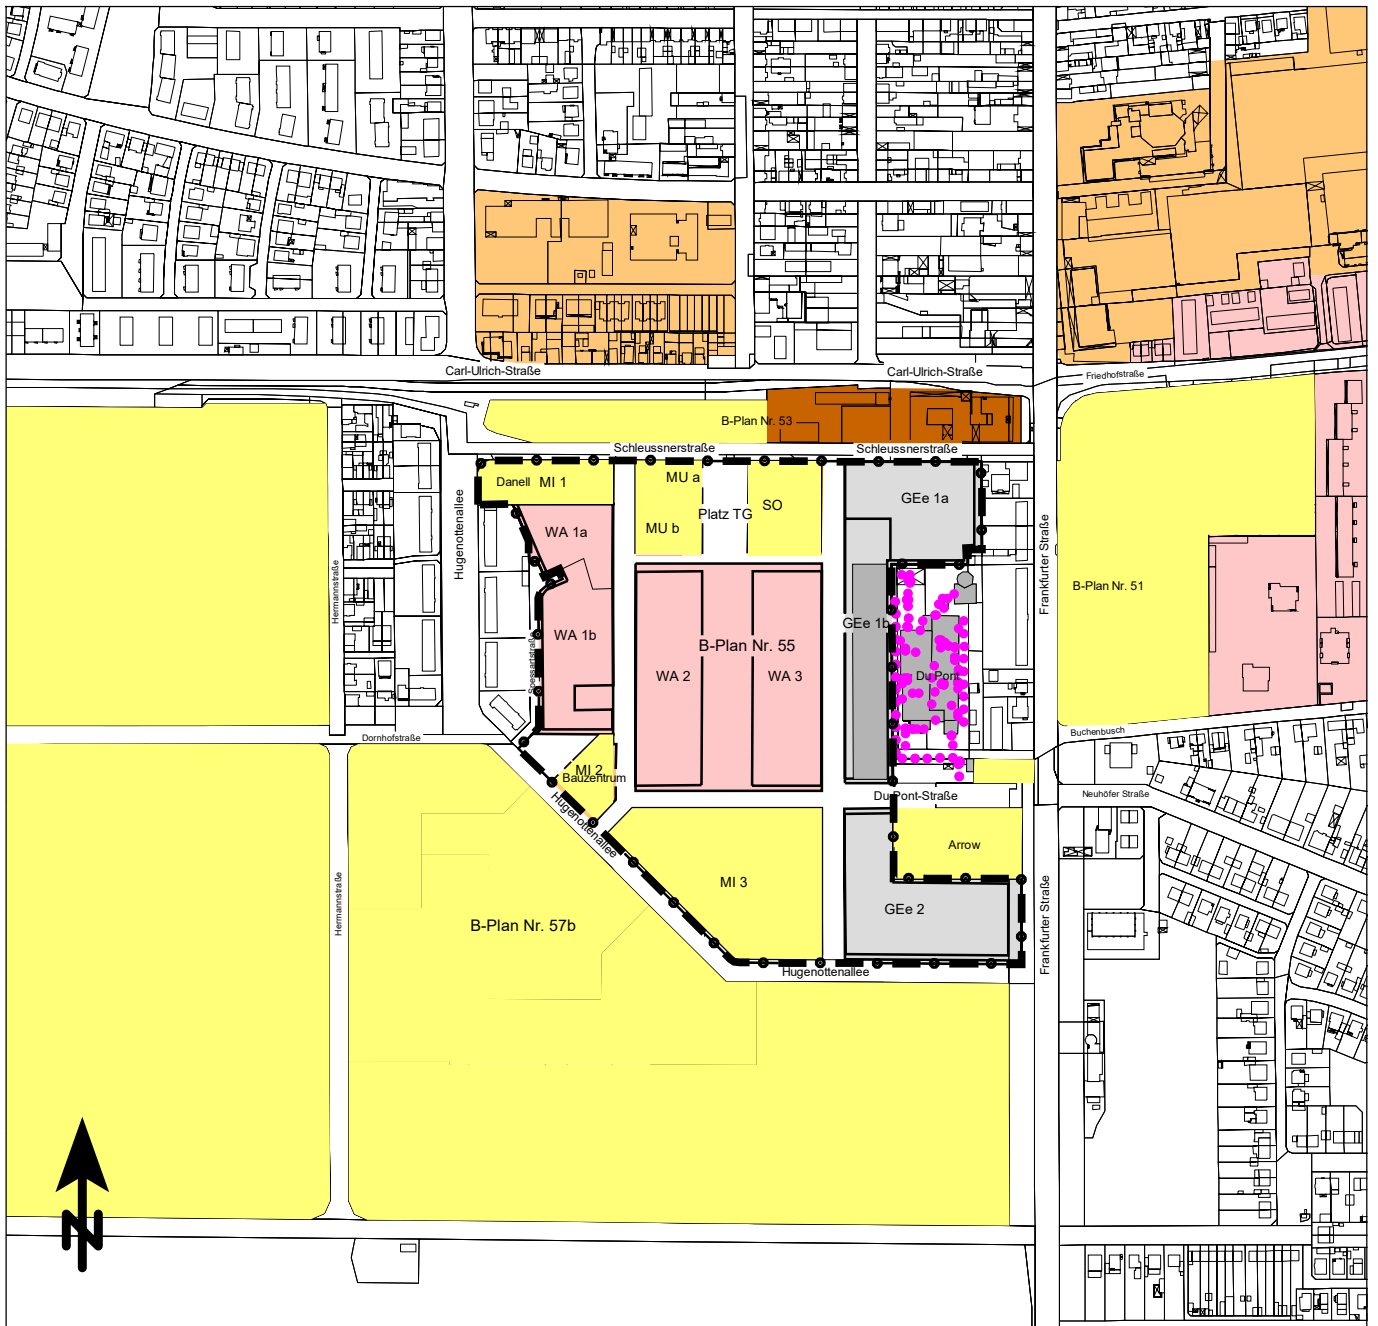 Carl-Ulrich-Straße
Carl-Ulrich-Straße
Friedhofstraße
B-Plan Nr. 53
Schleussnerstraße
Schleussnerstraße
Danell
MI 1
MU a
SO
GEe 1a
Platz TG
MU b
WA 1a
Hugenottenallee
Hermannstraße
Frankfurter Straße
B-Plan Nr. 51
GEe 1b
WA 1b
B-Plan Nr. 55
Spessartstraße
WA 2
WA 3
Du Pont
Dornhofstraße
Buchenbusch
MI 2
Bauzentrum
Hugenottenallee
Du-Pont-Straße
Neuhöfer Straße
Arrow
MI 3
GEe 2
Hermannstraße
B-Plan Nr. 57b
Frankfurter Straße
Hugenottenallee
N